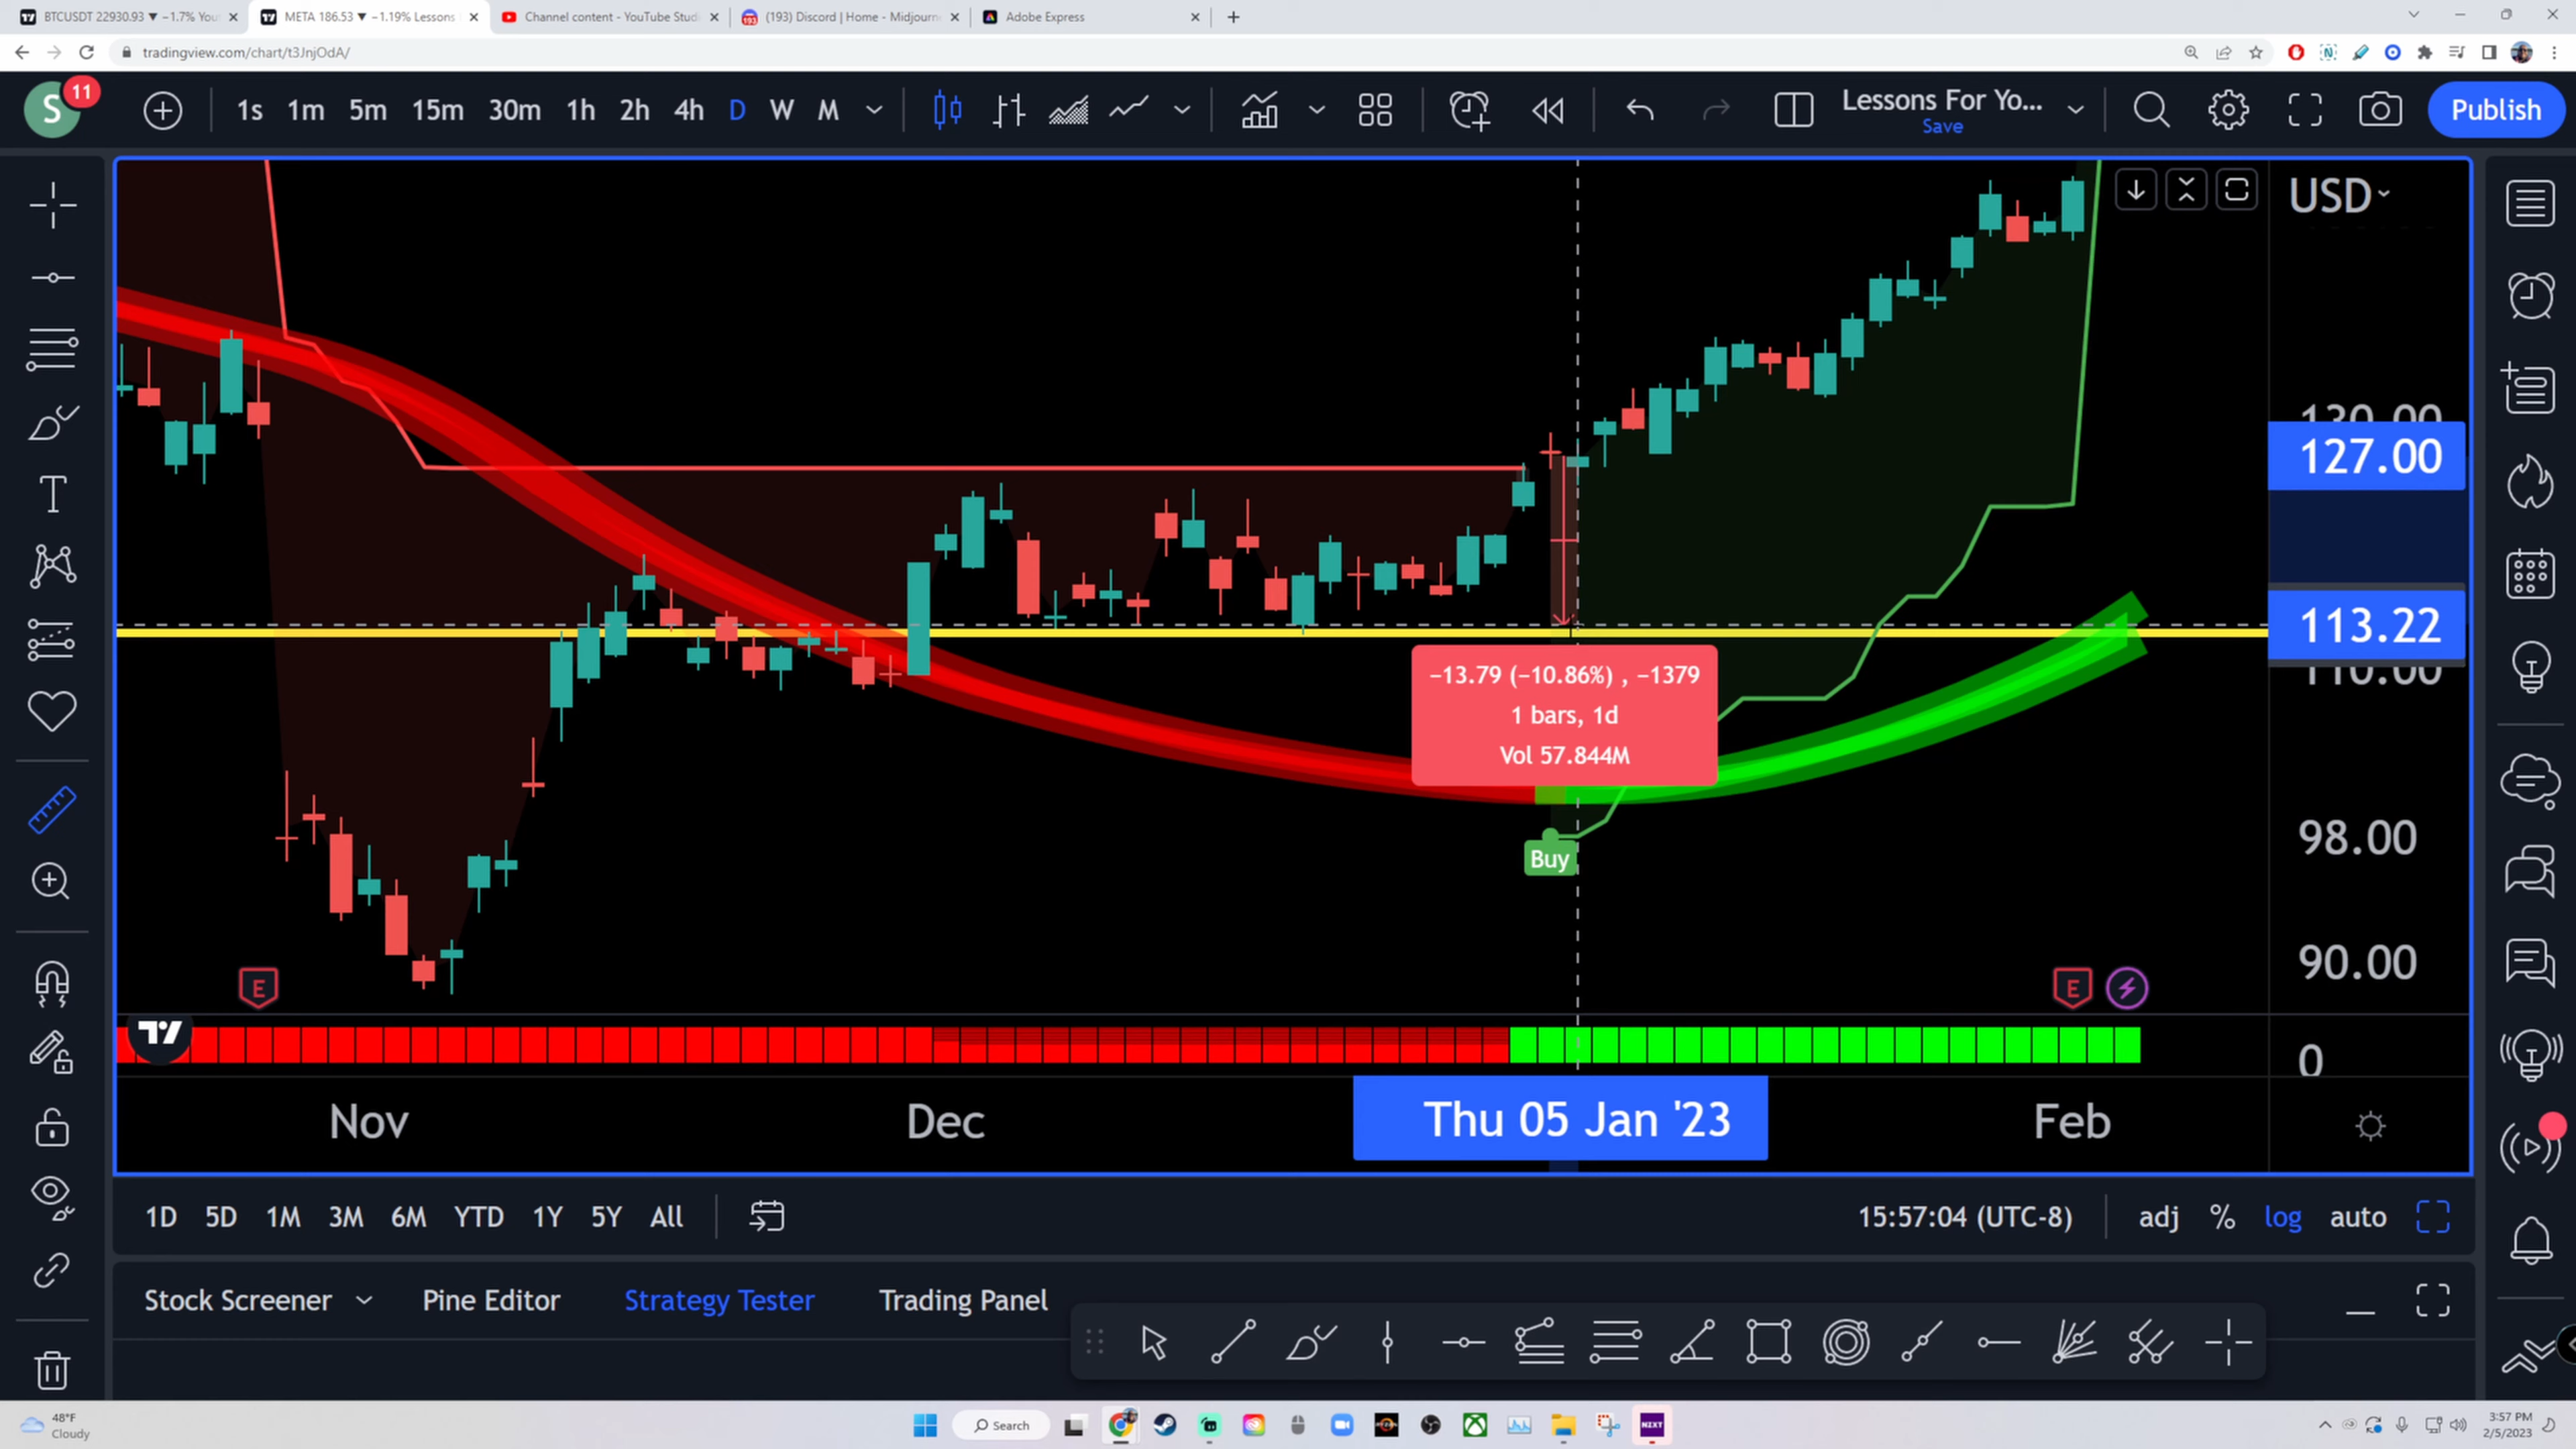 BTCUSDT 22930.93 ▼ −1.7% You
META 186.53 ▼ −1.19% Lessons
Channel content - YouTube Stud
(193) Discord | Home - Midjourn
Adobe Express
tradingview.com/chart/t3JnjOdA/
S
11
1s 1m 5m 15m 30m 1h 2h 4h D W M
Lessons For Yo...
Save
Publish
USD
130.00
127.00
113.22
110.00
98.00
90.00
0
−13.79 (−10.86%) , −1379
1 bars, 1d
Vol 57.844M
Buy
E
E
Nov
Dec
Thu 05 Jan '23
Feb
1D 5D 1M 3M 6M YTD 1Y 5Y All
15:57:04 (UTC-8)
adj % log auto
Stock Screener
Pine Editor
Strategy Tester
Trading Panel
48°F
Cloudy
Search
NZXT
3:57 PM
2/5/2023